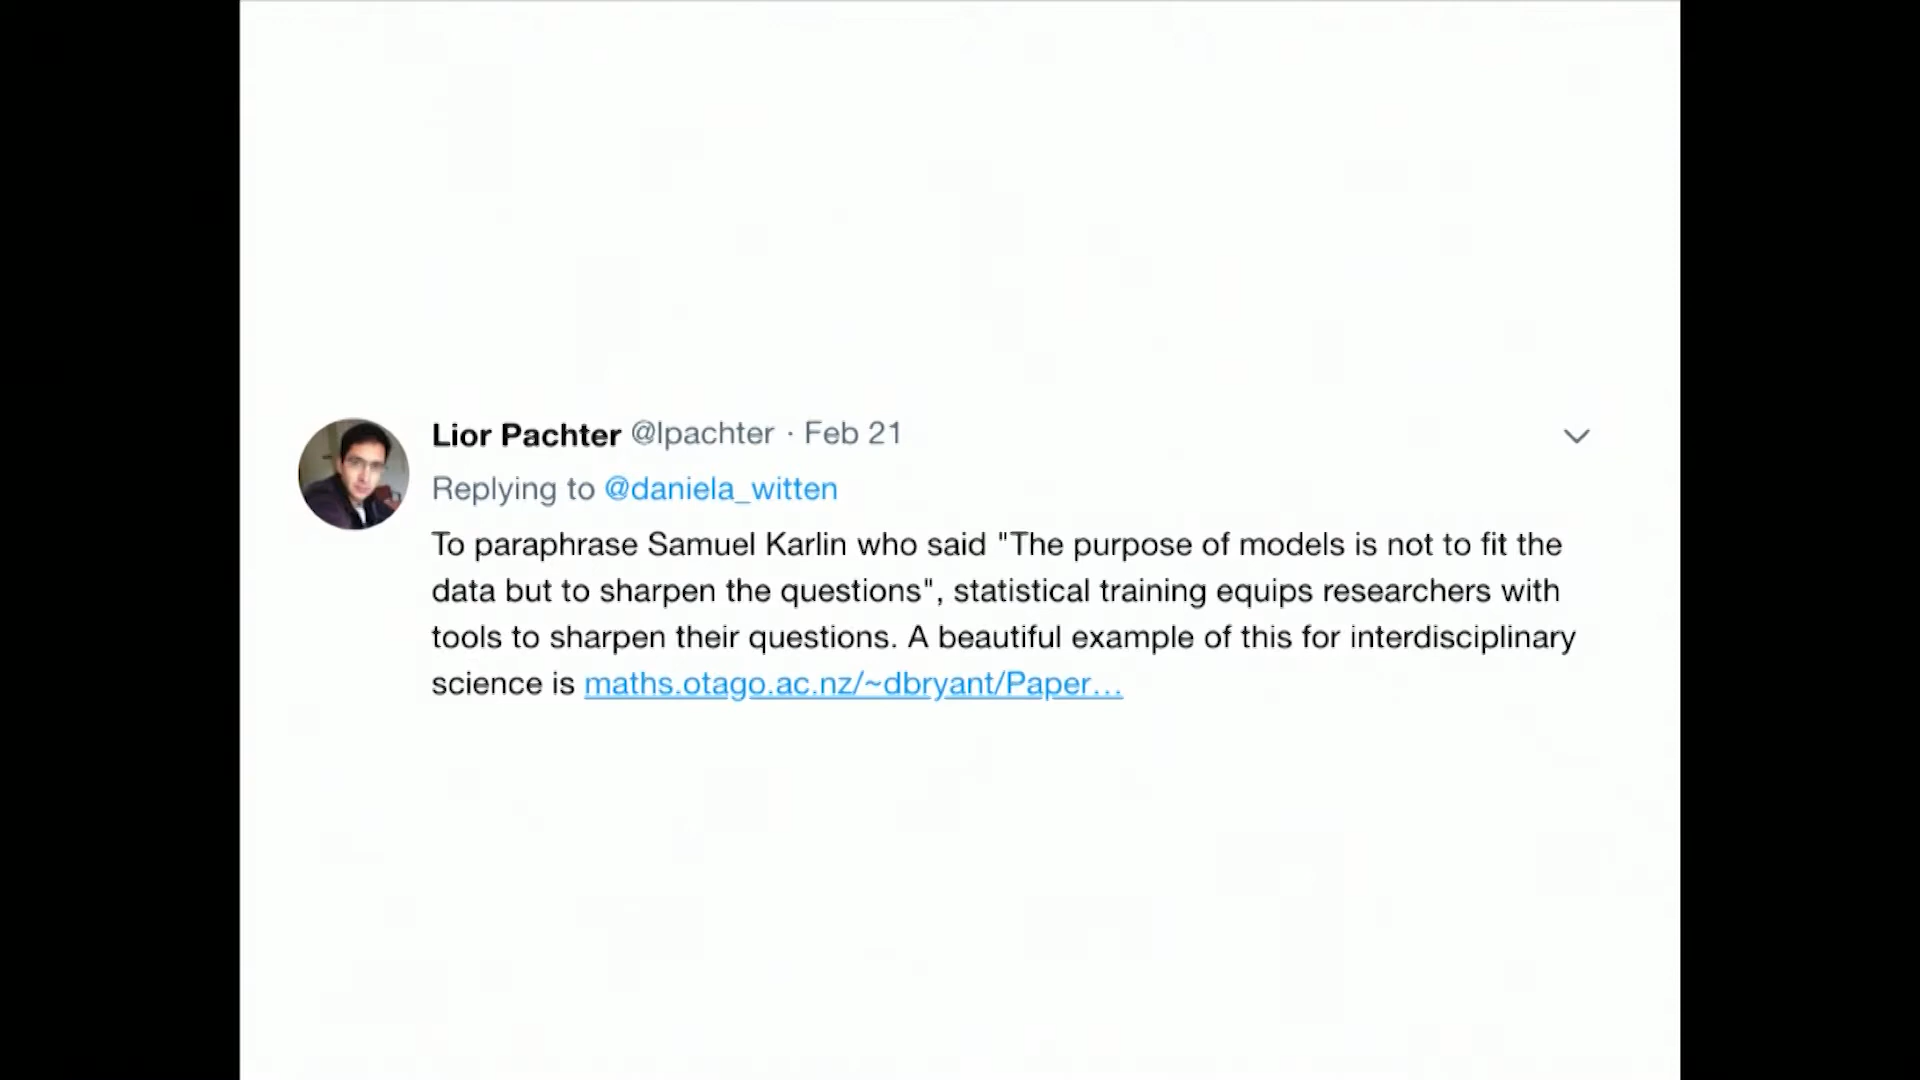 Lior Pachter @lpachter · Feb 21
Replying to @daniela_witten
To paraphrase Samuel Karlin who said "The purpose of models is not to fit the
data but to sharpen the questions", statistical training equips researchers with
tools to sharpen their questions. A beautiful example of this for interdisciplinary
science is maths.otago.ac.nz/~dbryant/Paper…